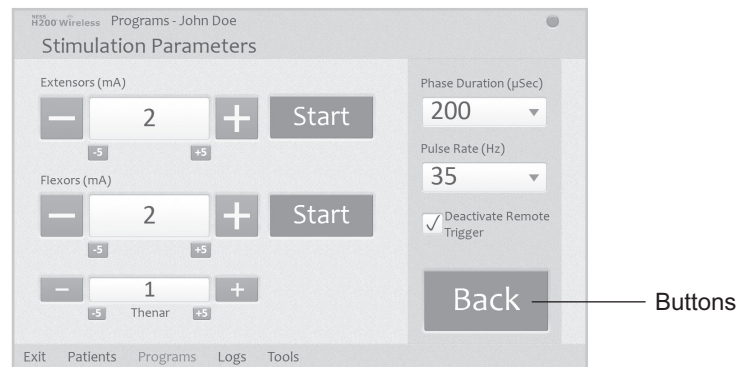 NESS
H200 Wireless Programs - John Doe
Stimulation Parameters
Extensors (mA)
− 2 + Start
-5 +5
Flexors (mA)
− 2 + Start
-5 +5
− 1 +
-5 Thenar +5
Phase Duration (µSec)
200
Pulse Rate (Hz)
35
✓ Deactivate Remote
Trigger
Back
Buttons
Exit Patients Programs Logs Tools